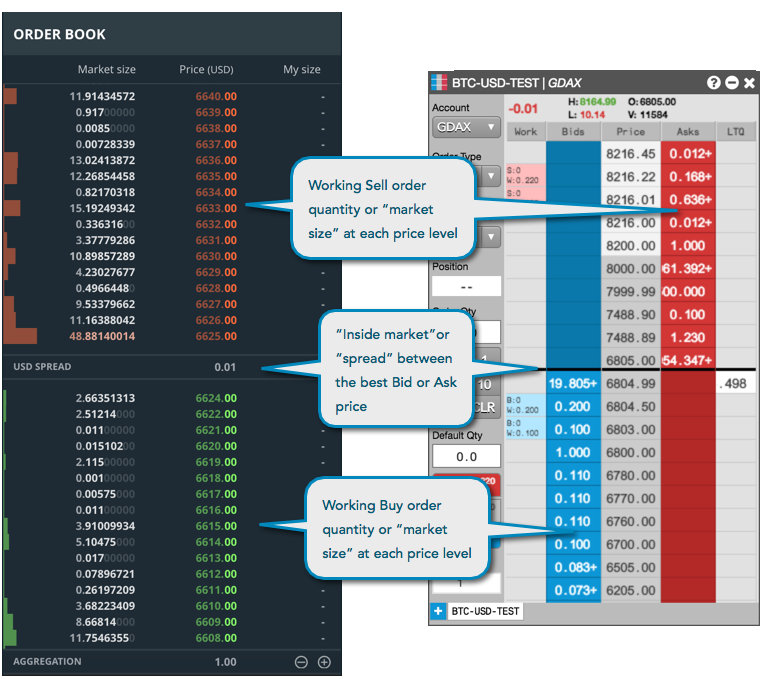 ORDER BOOK
Market size Price (USD) My size
11.91434572 6640.00 -
0.91700000 6639.00 -
0.00850000 6638.00 -
0.00728339 6637.00 -
13.02413872 6636.00 -
12.26854458 6635.00 -
0.82170318 6634.00 -
15.19249342 6633.00 -
0.33631600 6632.00 -
3.37779286 6631.00 -
10.89857289 6630.00 -
4.23027677 6629.00 -
0.49664480 6628.00 -
9.53379662 6627.00 -
11.16388042 6626.00 -
48.88140014 6625.00 -
USD SPREAD 0.01
2.66351313 6624.00 -
2.51214000 6622.00 -
0.01100000 6621.00 -
0.01510200 6620.00 -
2.11500000 6619.00 -
0.00100000 6618.00 -
0.00575000 6617.00 -
0.01100000 6616.00 -
3.91009934 6615.00 -
5.10475000 6614.00 -
0.01700000 6613.00 -
0.07896721 6612.00 -
0.26197209 6611.00 -
3.68223409 6610.00 -
8.66814000 6609.00 -
11.75463550 6608.00 -
AGGREGATION 1.00
Working Sell order
quantity or “market
size” at each price level
“Inside market”or
“spread” between
the best Bid or Ask
price
Working Buy order
quantity or “market
size” at each price level
BTC-USD-TEST | GDAX
Account
GDAX
Order Type
Position
--
10
CLR
Default Qty
0.0
1
-0.01 H: 8164.99 O: 6805.00
L: 10.14 V: 11584
Work Bids Price Asks LTQ
8216.45 0.012+
S:0
W:0.220 8216.22 0.168+
S:0 8216.01 0.636+
8216.00 0.012+
8200.00 1.000
8000.00 61.392+
7999.99 00.000
7488.90 0.100
7488.89 1.230
6805.00 54.347+
19.805+ 6804.99 .498
B:0
W:0.200 0.200 6804.50
B:0
W:0.100 0.100 6803.00
1.000 6800.00
0.110 6780.00
0.110 6770.00
0.110 6760.00
0.100 6700.00
0.083+ 6505.00
0.073+ 6205.00
+ BTC-USD-TEST